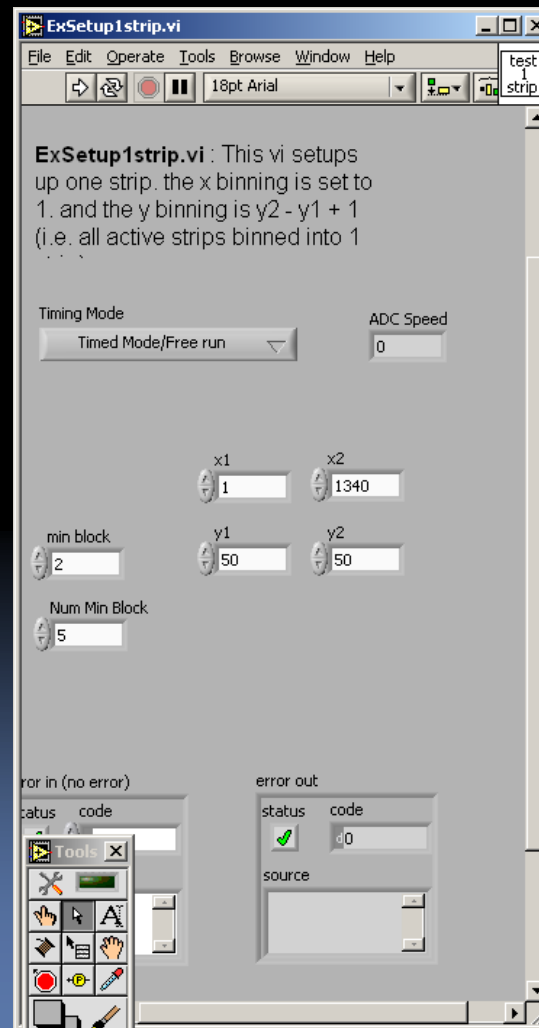 ExSetup1strip.vi
File Edit Operate Tools Browse Window Help
18pt Arial
test
1
strip
ExSetup1strip.vi : This vi setups
up one strip. the x binning is set to
1. and the y binning is y2 - y1 + 1
(i.e. all active strips binned into 1
Timing Mode
Timed Mode/Free run
ADC Speed
0
x1
1
x2
1340
min block
2
y1
50
y2
50
Num Min Block
5
ror in (no error)
tatus code
error out
status code
d 0
source
Tools
A
P